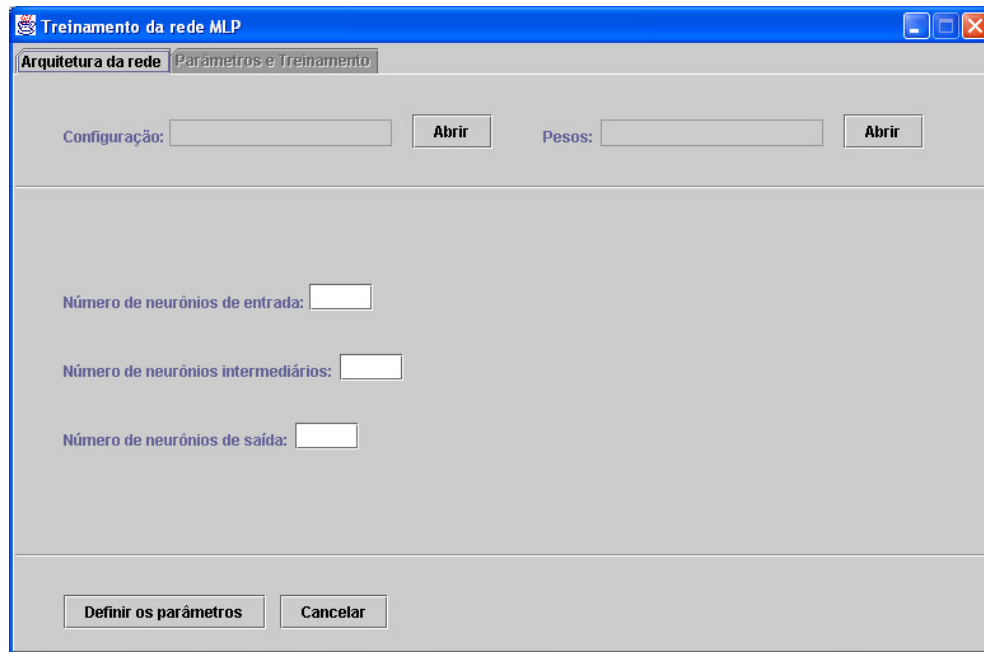 Treinamento da rede MLP
Arquitetura da rede Parâmetros e Treinamento
Configuração: Abrir Pesos: Abrir
Número de neurônios de entrada:
Número de neurônios intermediários:
Número de neurônios de saída:
Definir os parâmetros Cancelar